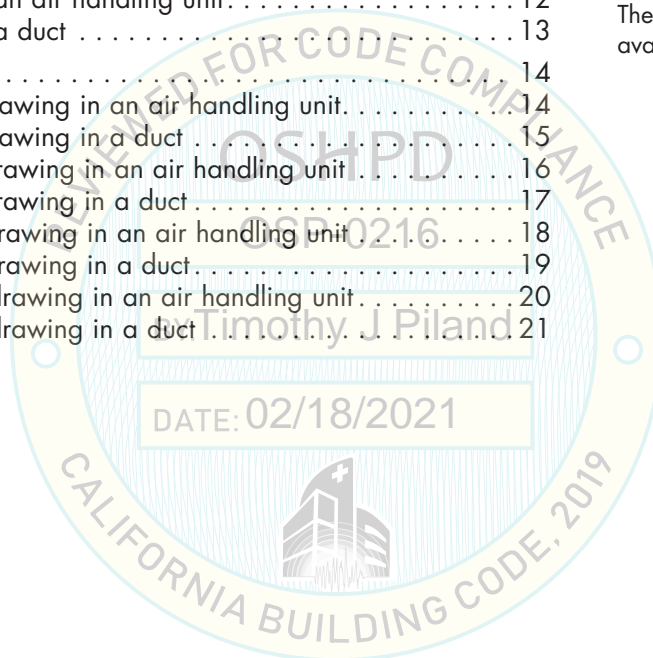 an air handling unit. . . . . . . . . . . . . . . . . 12
a duct . . . . . . . . . . . . . . . . . . . . . . . . . . 13
. . . . . . . . . . . . . . . . . . . . . . . . . . . . . . . . 14
rawing in an air handling unit. . . . . . . . . . 14
rawing in a duct . . . . . . . . . . . . . . . . . . . 15
rawing in an air handling unit . . . . . . . . . 16
rawing in a duct . . . . . . . . . . . . . . . . . . . 17
rawing in an air handling unit . . . . . . . . . 18
rawing in a duct . . . . . . . . . . . . . . . . . . . 19
drawing in an air handling unit . . . . . . . . . 20
drawing in a duct . . . . . . . . . . . . . . . . . . 21
The
ava
REVIEWED FOR CODE COMPLIANCE
OSHPD
OSP-0216
BY: Timothy J Piland
DATE: 02/18/2021
CALIFORNIA BUILDING CODE, 2019